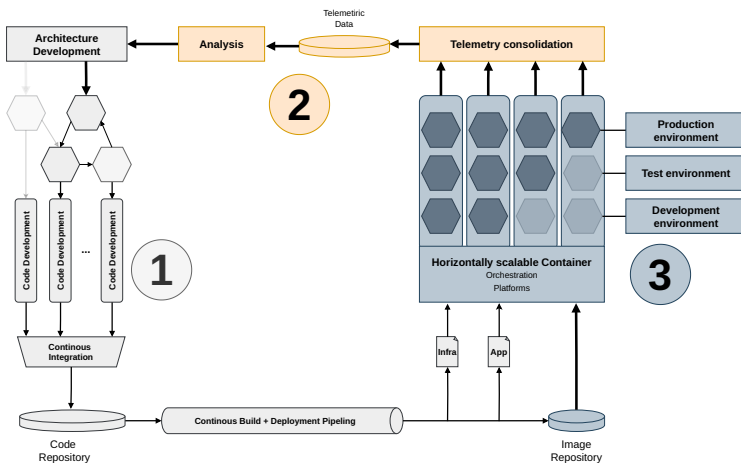 Telemetric
Data
Architecture
Development
Analysis
Telemetry consolidation
2
Production
environment
Test environment
Development
environment
Code Development
Code Development
...
Code Development
1
Horizontally scalable Container
Orchestration
Platforms
3
Continous
Integration
Infra
App
Continous Build + Deployment Pipeling
Code
Repository
Image
Repository